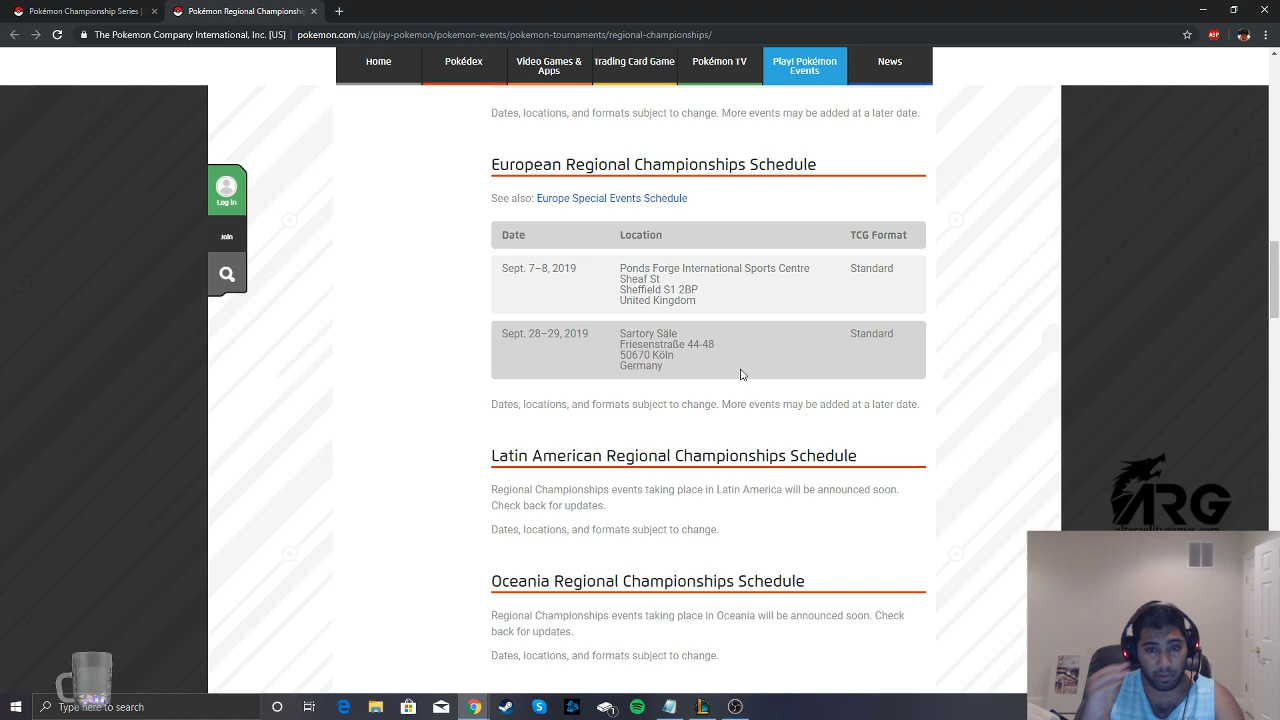 Pokémon Championship Series |
Pokémon Regional Championship
The Pokemon Company International, Inc. [US]
pokemon.com/us/play-pokemon/pokemon-events/pokemon-tournaments/regional-championships/
ABP
Home
Pokédex
Video Games &
Apps
Trading Card Game
Pokémon TV
Play! Pokémon
Events
News
Log In
Join
Dates, locations, and formats subject to change. More events may be added at a later date.
European Regional Championships Schedule
See also: Europe Special Events Schedule
Date
Location
TCG Format
Sept. 7–8, 2019
Ponds Forge International Sports Centre
Sheaf St
Sheffield S1 2BP
United Kingdom
Standard
Sept. 28–29, 2019
Sartory Säle
Friesenstraße 44-48
50670 Köln
Germany
Standard
Dates, locations, and formats subject to change. More events may be added at a later date.
Latin American Regional Championships Schedule
Regional Championships events taking place in Latin America will be announced soon.
Check back for updates.
Dates, locations, and formats subject to change.
Oceania Regional Championships Schedule
Regional Championships events taking place in Oceania will be announced soon. Check
back for updates.
Dates, locations, and formats subject to change.
ARG
Type here to search